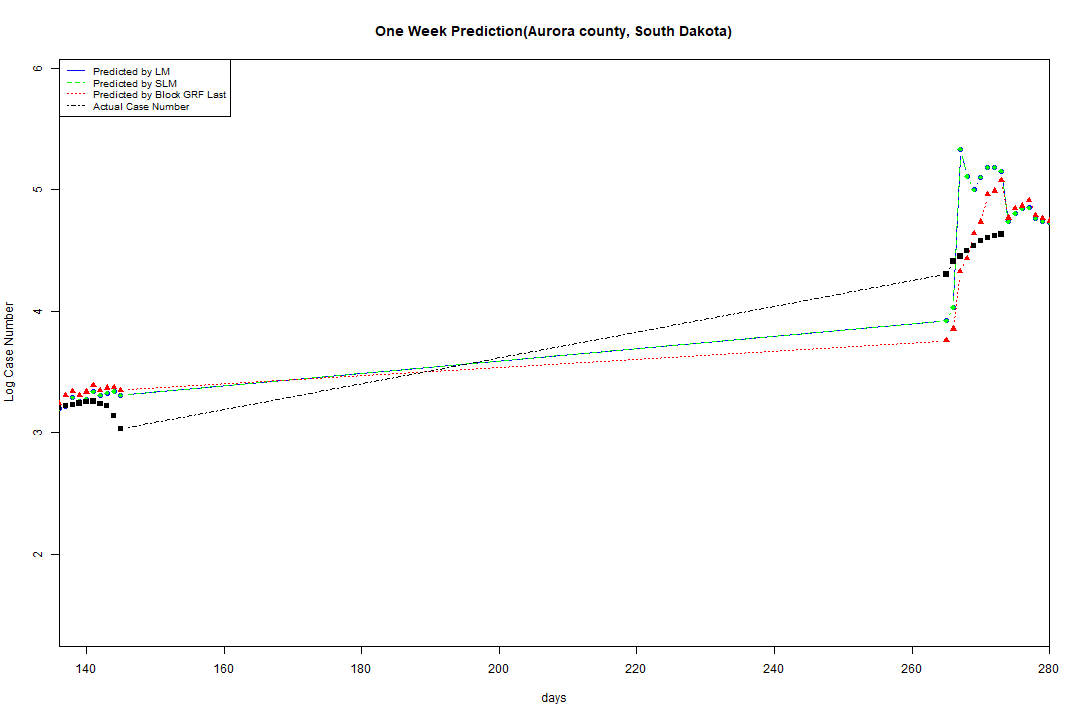 One Week Prediction(Aurora county, South Dakota)
Predicted by LM
Predicted by SLM
Predicted by Block GRF Last
Actual Case Number
Log Case Number
6
5
4
3
2
140 160 180 200 220 240 260 280
days